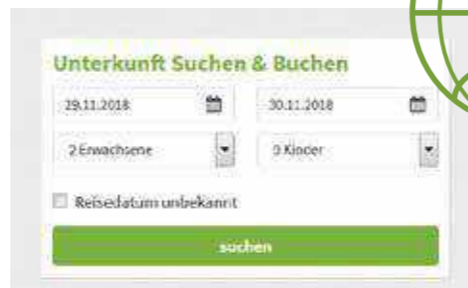 Unterkunft Suchen & Buchen
29.11.2018 30.11.2018
2 Erwachsene 0 Kinder
Reisedatum unbekannt
suchen